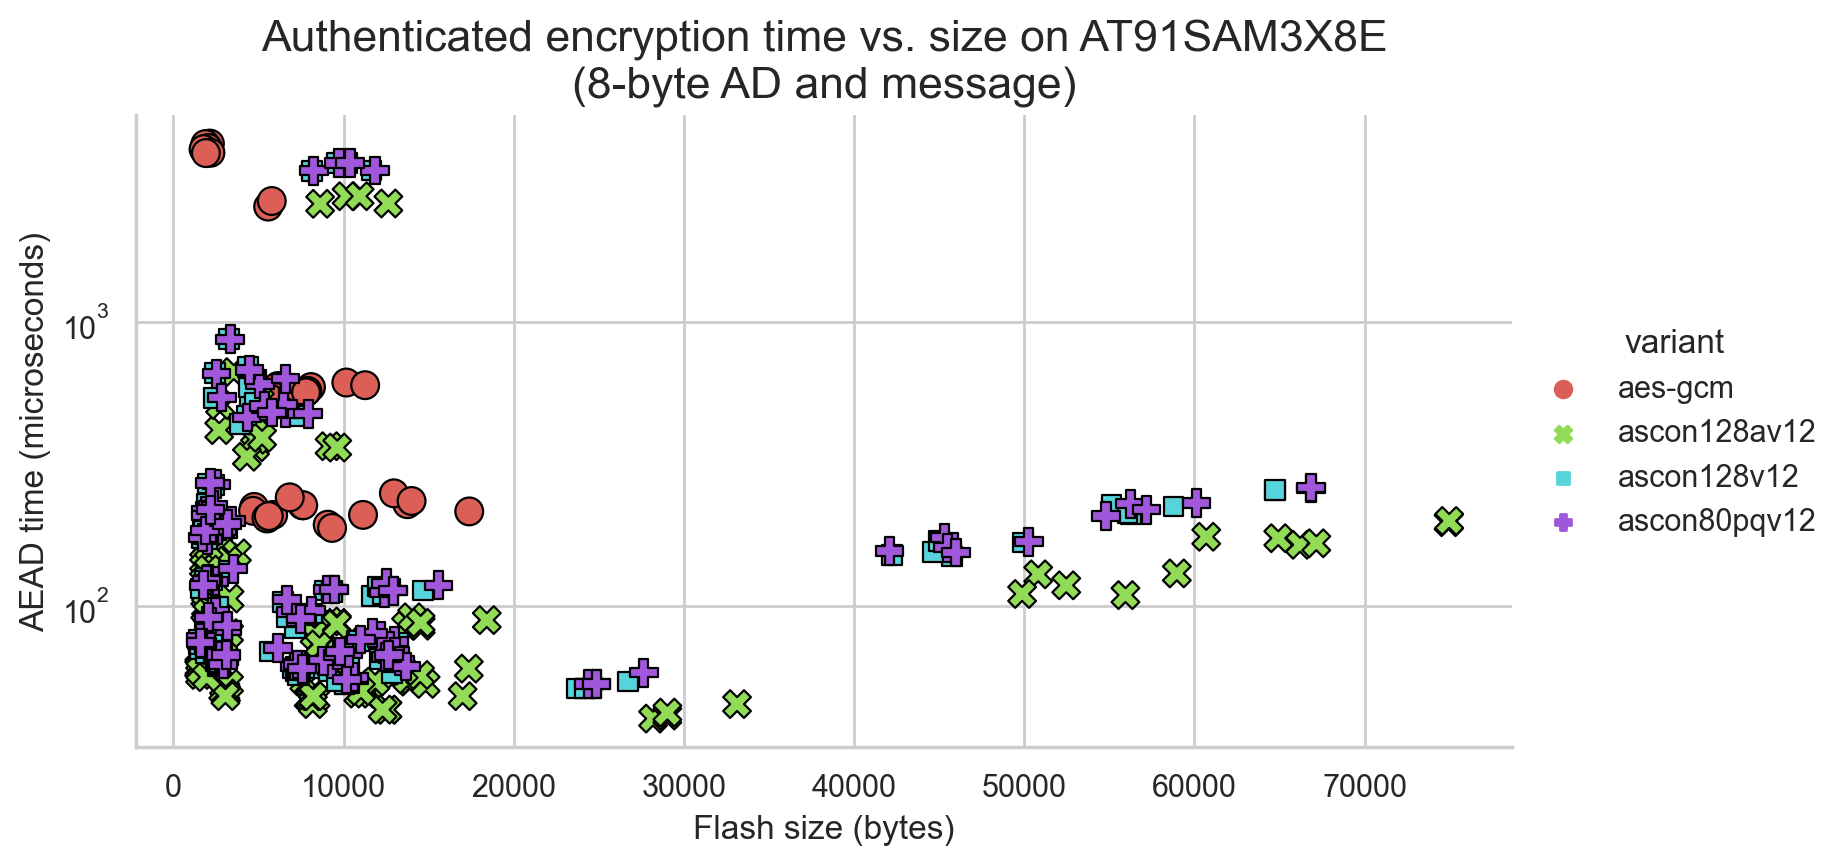 Authenticated encryption time vs. size on AT91SAM3X8E
(8-byte AD and message)
AEAD time (microseconds)
10³
10²
0 10000 20000 30000 40000 50000 60000 70000
Flash size (bytes)
variant
aes-gcm
ascon128av12
ascon128v12
ascon80pqv12